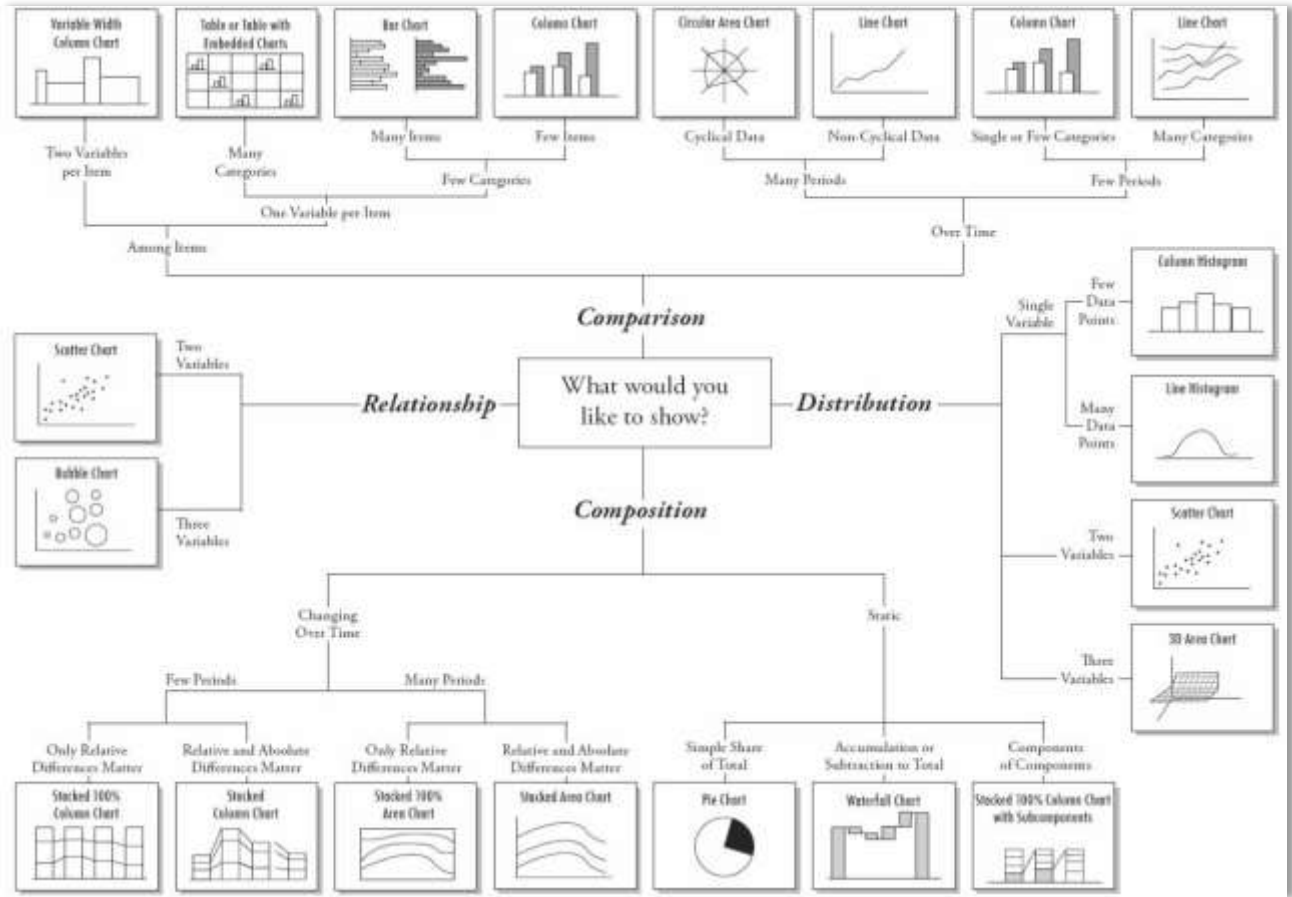 Variable Width
Column Chart
Table or Table with
Embedded Charts
Bar Chart
Column Chart
Circular Area Chart
Line Chart
Column Chart
Line Chart
Two Variables
per Item
Many
Categories
Many Items
Few Items
Cyclical Data
Non-Cyclical Data
Single or Few Categories
Many Categories
Few Categories
Many Periods
Few Periods
One Variable per Item
Among Items
Over Time
Comparison
What would you
like to show?
Relationship
Two
Variables
Scatter Chart
Three
Variables
Bubble Chart
Distribution
Single
Variable
Few
Data
Points
Column Histogram
Many
Data
Points
Line Histogram
Two
Variables
Scatter Chart
Three
Variables
3D Area Chart
Composition
Changing
Over Time
Static
Few Periods
Many Periods
Only Relative
Differences Matter
Relative and Absolute
Differences Matter
Only Relative
Differences Matter
Relative and Absolute
Differences Matter
Simple Share
of Total
Accumulation or
Subtraction to Total
Components
of Components
Stacked 100%
Column Chart
Stacked
Column Chart
Stacked 100%
Area Chart
Stacked Area Chart
Pie Chart
Waterfall Chart
Stacked 100% Column Chart
with Subcomponents